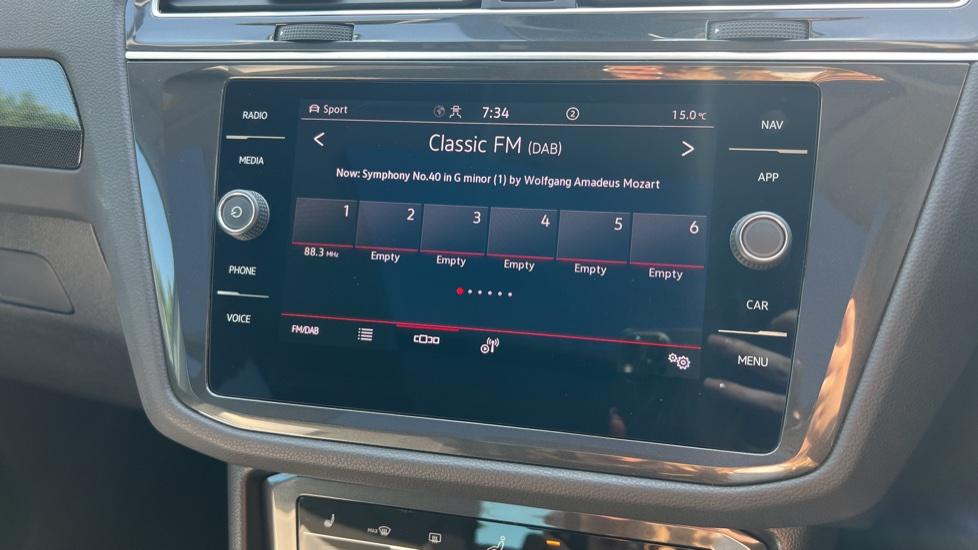 RADIO
MEDIA
PHONE
VOICE
Sport 7:34 2 15.0 °C
< Classic FM (DAB) >
Now: Symphony No.40 in G minor (1) by Wolfgang Amadeus Mozart
1 2 3 4 5 6
88.3 MHz Empty Empty Empty Empty Empty
FM/DAB
NAV
APP
CAR
MENU
MAX